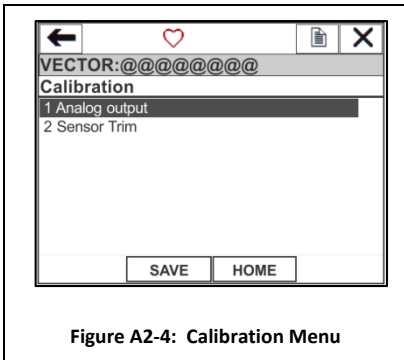 VECTOR:@@@@@@@@
Calibration
1 Analog output
2 Sensor Trim
SAVE HOME
Figure A2-4: Calibration Menu